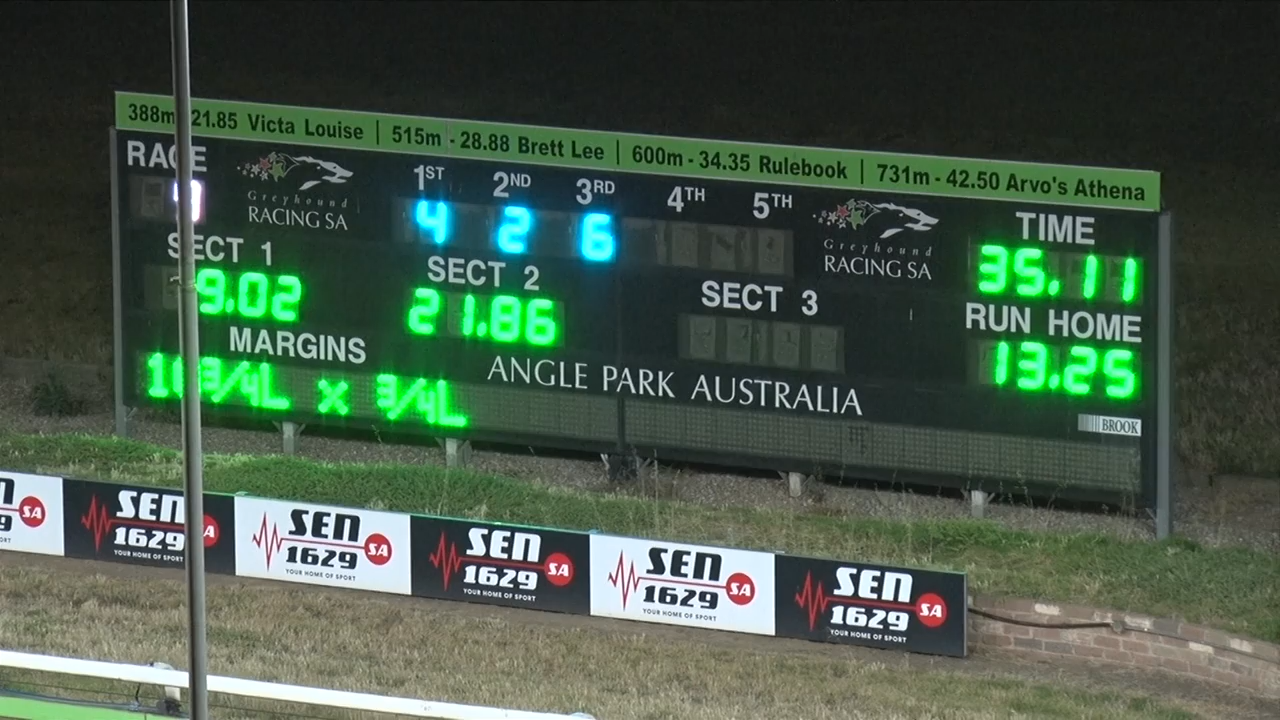 388m 21.85 Victa Louise | 515m - 28.88 Brett Lee | 600m - 34.35 Rulebook | 731m - 42.50 Arvo's Athena
RACE 1ST 2ND 3RD 4TH 5TH TIME
Greyhound RACING SA
4 2 6
Greyhound RACING SA
35.11
SECT 1 SECT 2 SECT 3 RUN HOME
9.02 21.86 13.25
MARGINS
ANGLE PARK AUSTRALIA
3/4L x 3/4L
BROOK
SA
SEN 1629 SA
YOUR HOME OF SPORT
SEN 1629 SA
YOUR HOME OF SPORT
SEN 1629 SA
YOUR HOME OF SPORT
SEN 1629 SA
YOUR HOME OF SPORT
SEN 1629 SA
YOUR HOME OF SPORT